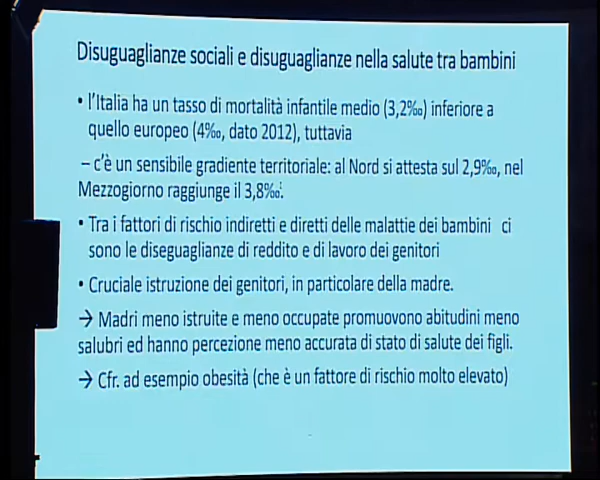 Disuguaglianze sociali e disuguaglianze nella salute tra bambini
• l'Italia ha un tasso di mortalità infantile medio (3,2‰) inferiore a
quello europeo (4‰, dato 2012), tuttavia
– c'è un sensibile gradiente territoriale: al Nord si attesta sul 2,9‰, nel
Mezzogiorno raggiunge il 3,8‰.
• Tra i fattori di rischio indiretti e diretti delle malattie dei bambini ci
sono le diseguaglianze di reddito e di lavoro dei genitori
• Cruciale istruzione dei genitori, in particolare della madre.
→ Madri meno istruite e meno occupate promuovono abitudini meno
salubri ed hanno percezione meno accurata di stato di salute dei figli.
→ Cfr. ad esempio obesità (che è un fattore di rischio molto elevato)